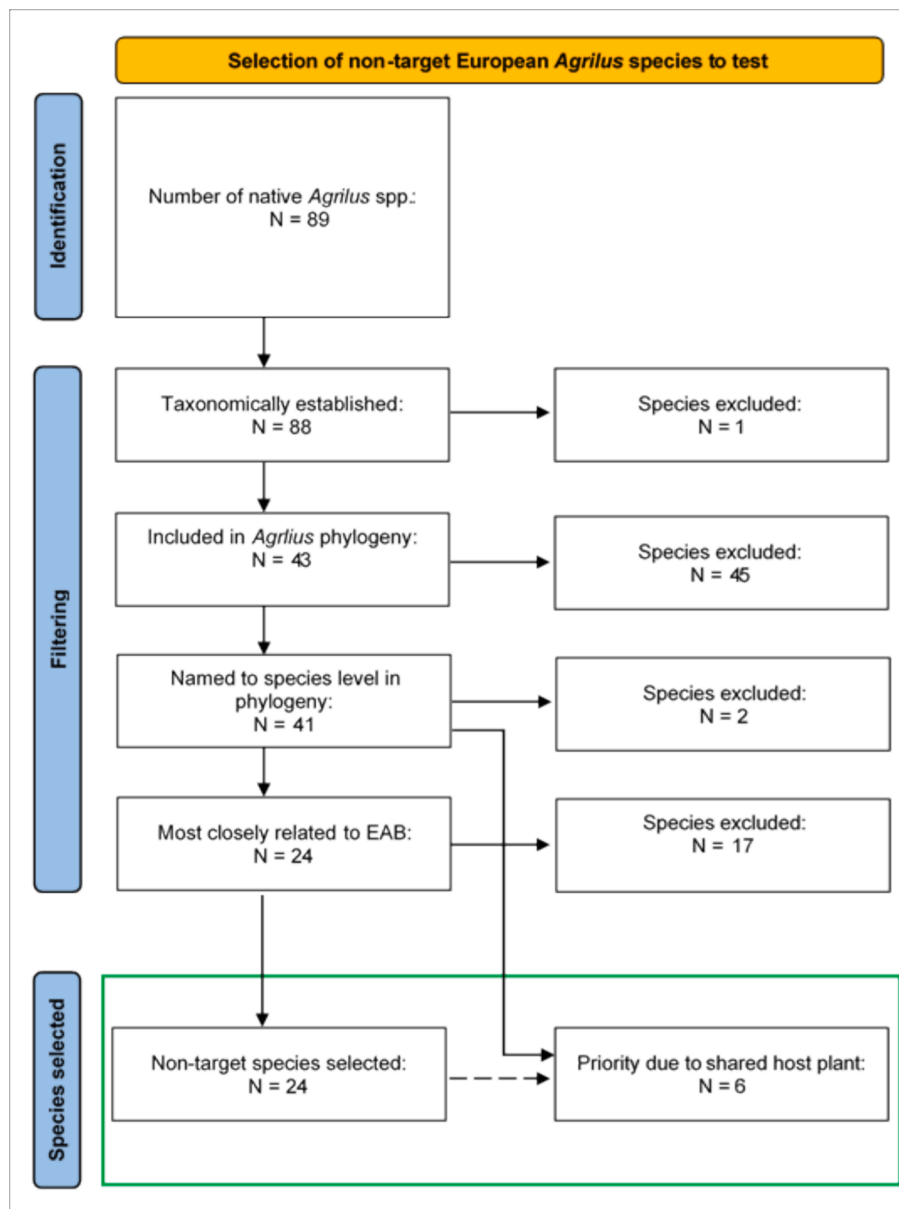 Selection of non-target European Agrilus species to test
Identification
Number of native Agrilus spp.:
N = 89
Filtering
Taxonomically established:
N = 88
Species excluded:
N = 1
Included in Agrlius phylogeny:
N = 43
Species excluded:
N = 45
Named to species level in
phylogeny:
N = 41
Species excluded:
N = 2
Most closely related to EAB:
N = 24
Species excluded:
N = 17
Species selected
Non-target species selected:
N = 24
Priority due to shared host plant:
N = 6